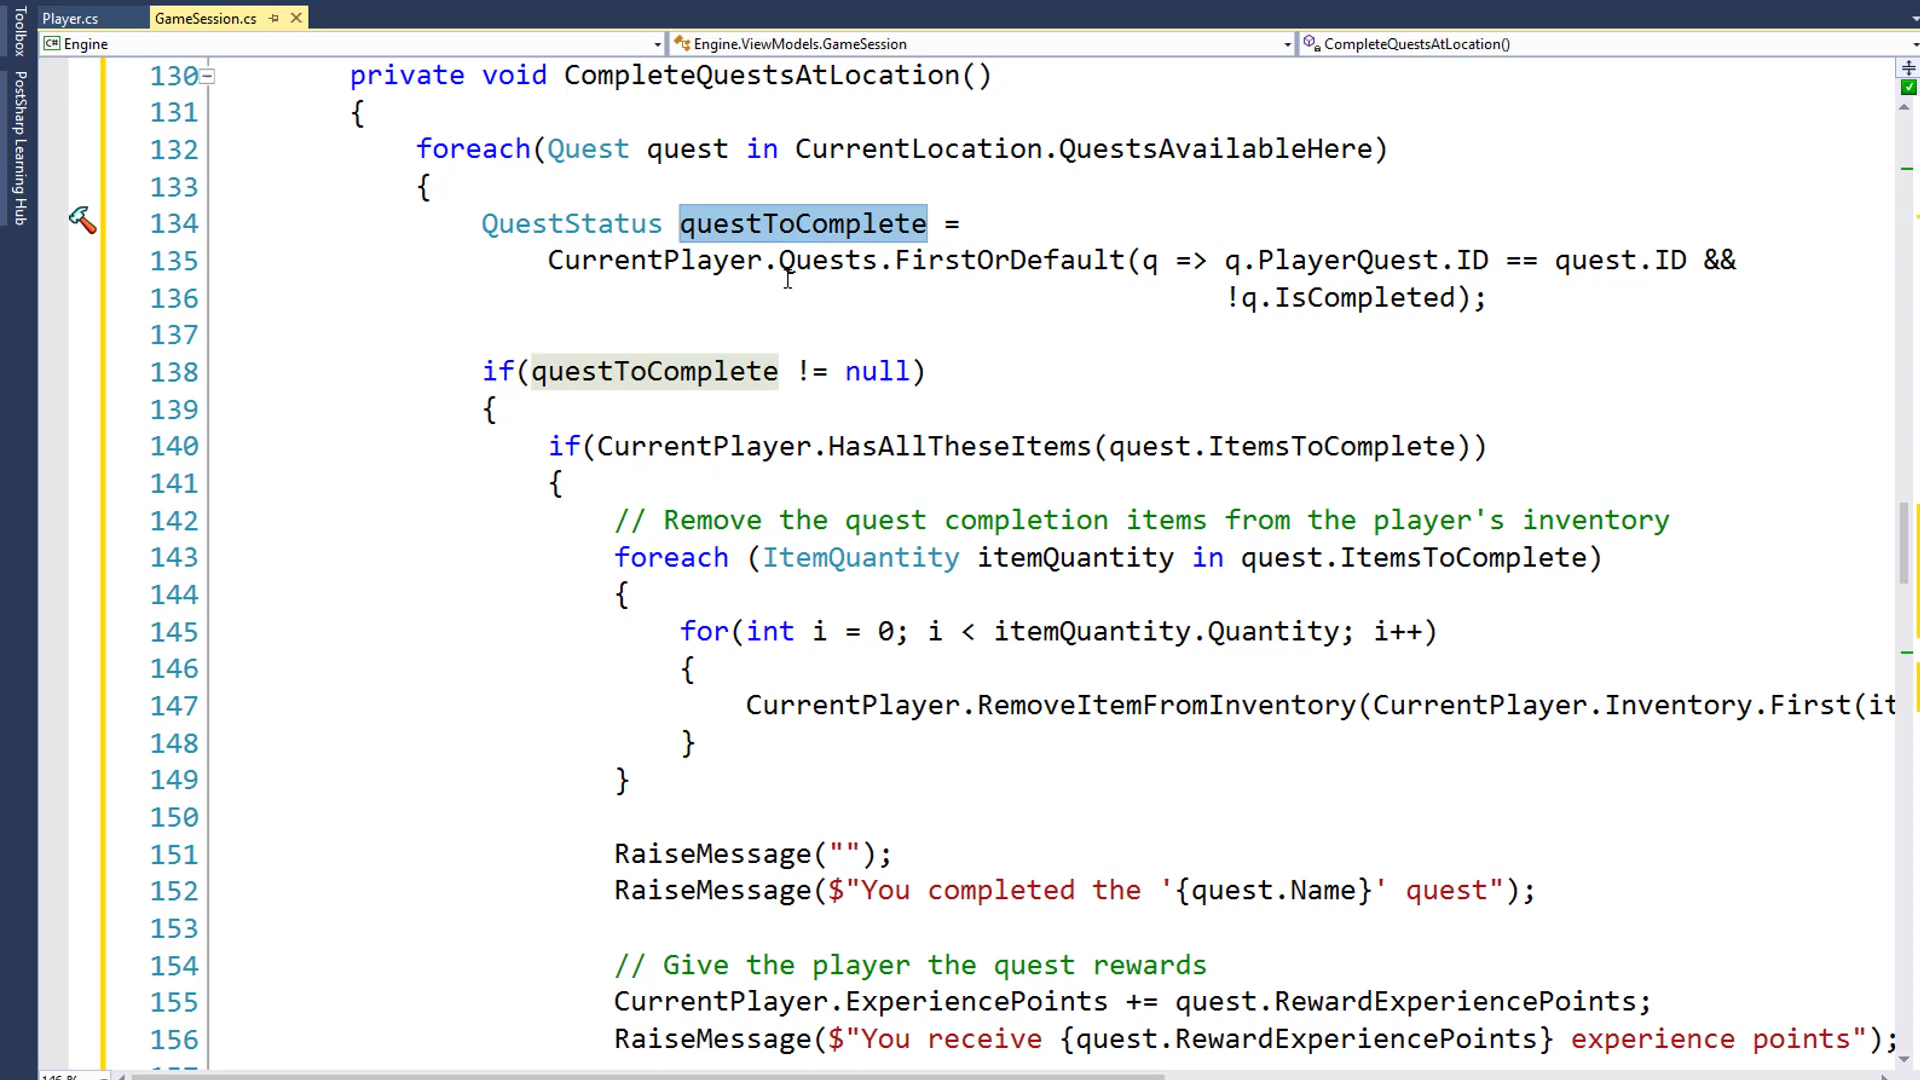 Player.cs
GameSession.cs
Toolbox
PostSharp Learning Hub
C# Engine
Engine.ViewModels.GameSession
CompleteQuestsAtLocation()
130 private void CompleteQuestsAtLocation()
131 {
132 foreach(Quest quest in CurrentLocation.QuestsAvailableHere)
133 {
134 QuestStatus questToComplete =
135 CurrentPlayer.Quests.FirstOrDefault(q => q.PlayerQuest.ID == quest.ID &&
136 !q.IsCompleted);
137
138 if(questToComplete != null)
139 {
140 if(CurrentPlayer.HasAllTheseItems(quest.ItemsToComplete))
141 {
142 // Remove the quest completion items from the player's inventory
143 foreach (ItemQuantity itemQuantity in quest.ItemsToComplete)
144 {
145 for(int i = 0; i < itemQuantity.Quantity; i++)
146 {
147 CurrentPlayer.RemoveItemFromInventory(CurrentPlayer.Inventory.First(it
148 }
149 }
150
151 RaiseMessage("");
152 RaiseMessage($"You completed the '{quest.Name}' quest");
153
154 // Give the player the quest rewards
155 CurrentPlayer.ExperiencePoints += quest.RewardExperiencePoints;
156 RaiseMessage($"You receive {quest.RewardExperiencePoints} experience points");